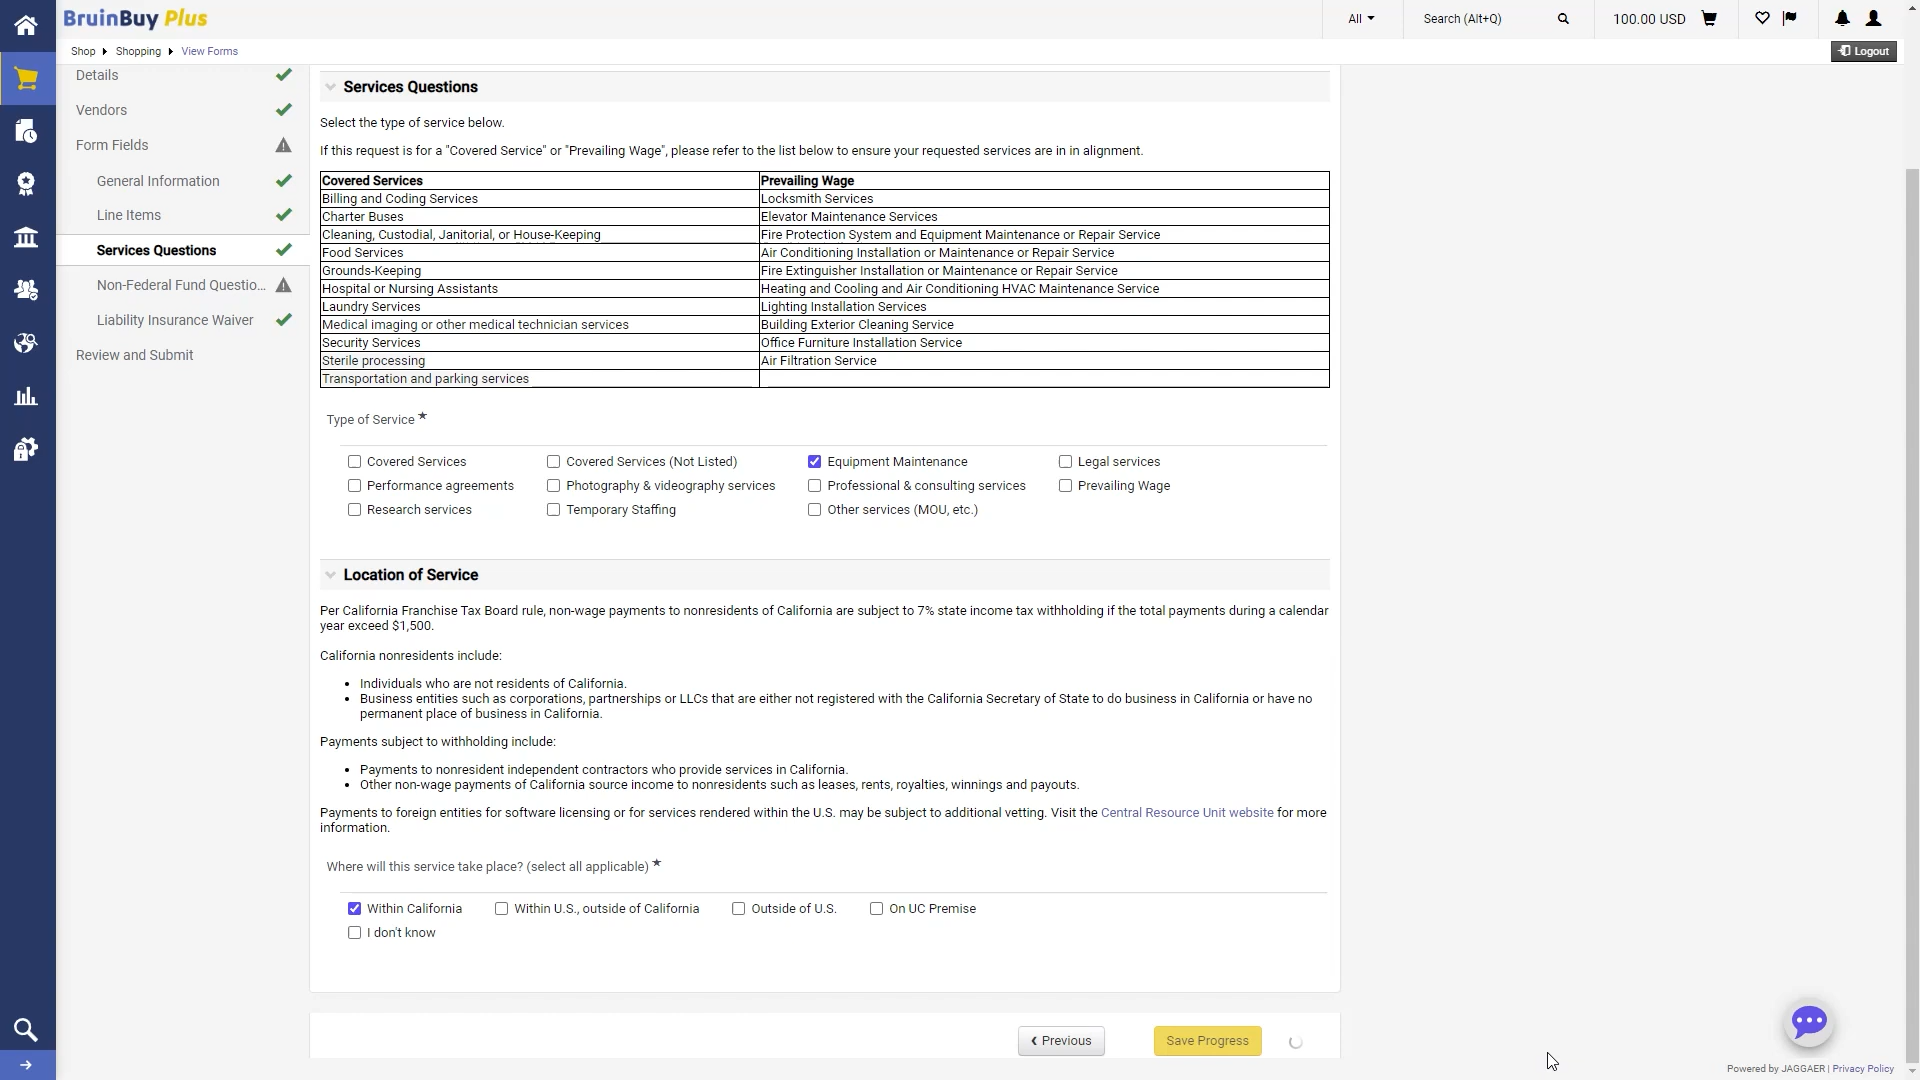 BruinBuy Plus
All
Search (Alt+Q)
100.00 USD
Shop
Shopping
View Forms
Logout
Details
Vendors
Form Fields
General Information
Line Items
Services Questions
Non-Federal Fund Questio...
Liability Insurance Waiver
Review and Submit
Services Questions
Select the type of service below.
If this request is for a "Covered Service" or "Prevailing Wage", please refer to the list below to ensure your requested services are in in alignment.
Covered Services Prevailing Wage
Billing and Coding Services Locksmith Services
Charter Buses Elevator Maintenance Services
Cleaning, Custodial, Janitorial, or House-Keeping Fire Protection System and Equipment Maintenance or Repair Service
Food Services Air Conditioning Installation or Maintenance or Repair Service
Grounds-Keeping Fire Extinguisher Installation or Maintenance or Repair Service
Hospital or Nursing Assistants Heating and Cooling and Air Conditioning HVAC Maintenance Service
Laundry Services Lighting Installation Services
Medical imaging or other medical technician services Building Exterior Cleaning Service
Security Services Office Furniture Installation Service
Sterile processing Air Filtration Service
Transportation and parking services
Type of Service ★
Covered Services Covered Services (Not Listed) Equipment Maintenance Legal services
Performance agreements Photography & videography services Professional & consulting services Prevailing Wage
Research services Temporary Staffing Other services (MOU, etc.)
Location of Service
Per California Franchise Tax Board rule, non-wage payments to nonresidents of California are subject to 7% state income tax withholding if the total payments during a calendar
year exceed $1,500.
California nonresidents include:
• Individuals who are not residents of California.
• Business entities such as corporations, partnerships or LLCs that are either not registered with the California Secretary of State to do business in California or have no
permanent place of business in California.
Payments subject to withholding include:
• Payments to nonresident independent contractors who provide services in California.
• Other non-wage payments of California source income to nonresidents such as leases, rents, royalties, winnings and payouts.
Payments to foreign entities for software licensing or for services rendered within the U.S. may be subject to additional vetting. Visit the Central Resource Unit website for more
information.
Where will this service take place? (select all applicable) ★
Within California Within U.S., outside of California Outside of U.S. On UC Premise
I don't know
Previous
Save Progress
Powered by JAGGAER | Privacy Policy